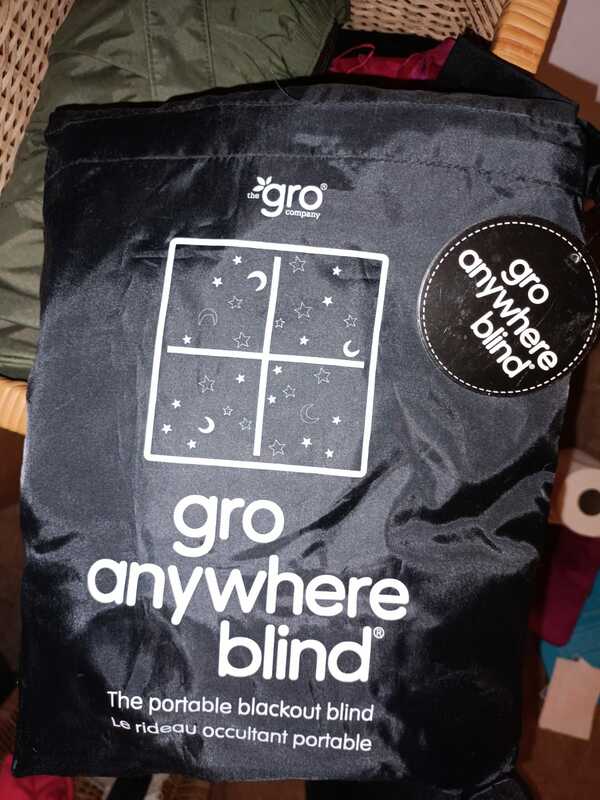 the gro®
company
gro
anywhere
blind®
gro
anywhere
blind®
The portable blackout blind
Le rideau occultant portable